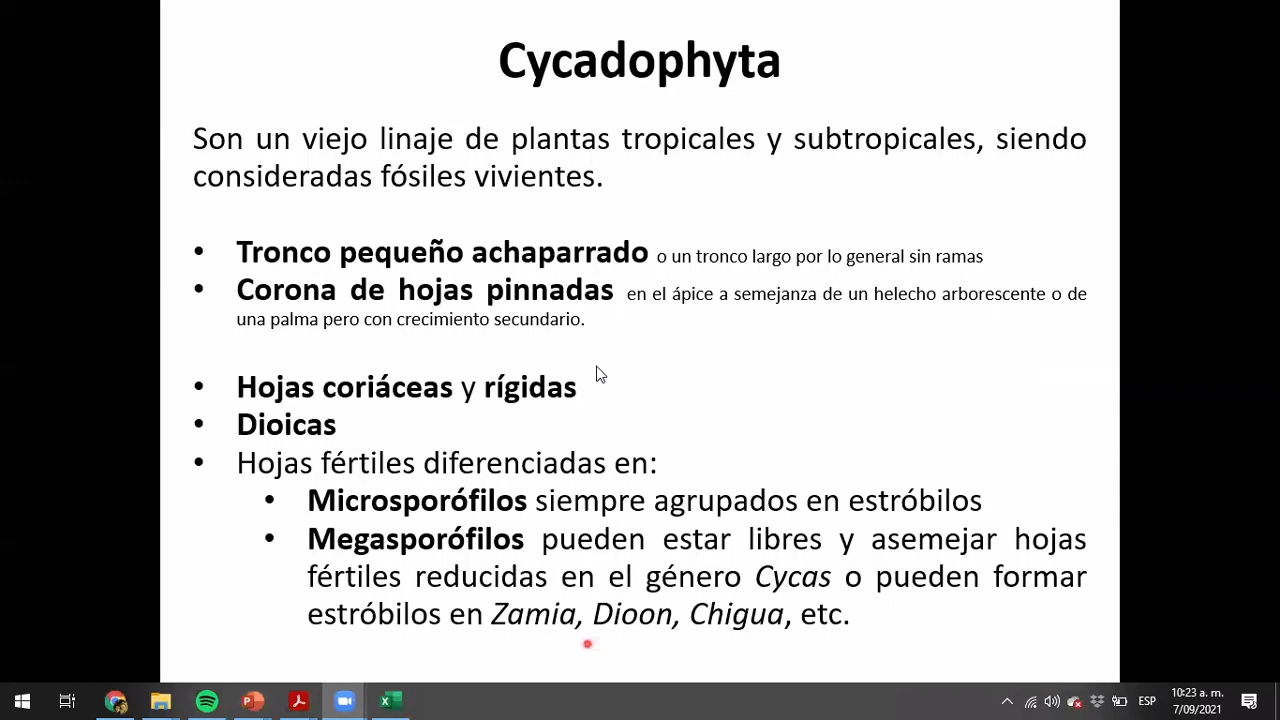 Cycadophyta
Son un viejo linaje de plantas tropicales y subtropicales, siendo
consideradas fósiles vivientes.
• Tronco pequeño achaparrado o un tronco largo por lo general sin ramas
• Corona de hojas pinnadas en el ápice a semejanza de un helecho arborescente o de
una palma pero con crecimiento secundario.
• Hojas coriáceas y rígidas
• Dioicas
• Hojas fértiles diferenciadas en:
• Microsporófilos siempre agrupados en estróbilos
• Megasporófilos pueden estar libres y asemejar hojas
fértiles reducidas en el género Cycas o pueden formar
estróbilos en Zamia, Dioon, Chigua, etc.
ESP
10:23 a. m.
7/09/2021